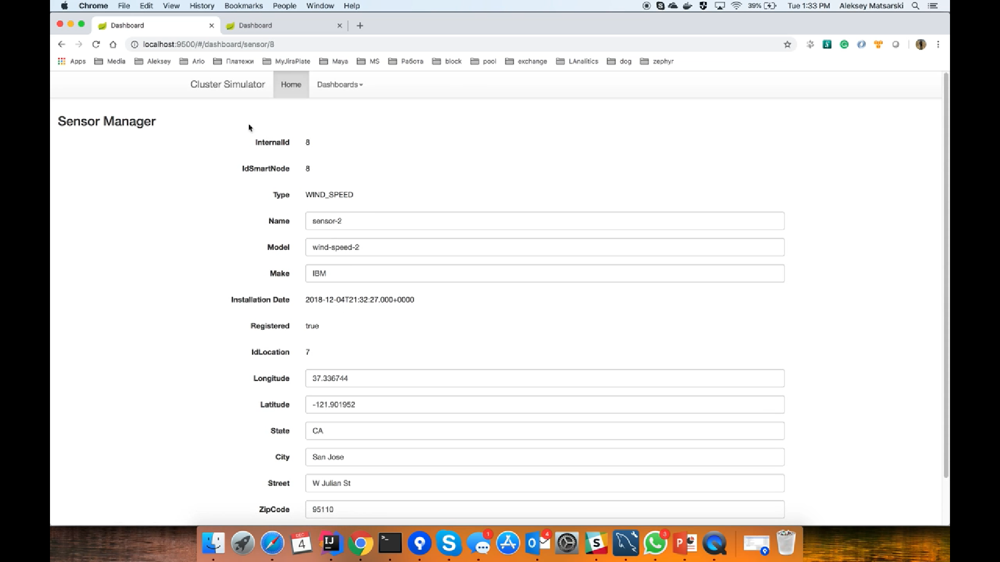 Chrome File Edit View History Bookmarks People Window Help 39% Tue 1:33 PM Aleksey Matsarski
Dashboard Dashboard
localhost:9500/#/dashboard/sensor/8
Apps Media Aleksey Arlo Платежи MyJiraPlate Maya MS Работа block pool exchange LAnalitics dog zephyr
Cluster Simulator Home Dashboards
Sensor Manager
InternalId 8
IdSmartNode 8
Type WIND_SPEED
Name sensor-2
Model wind-speed-2
Make IBM
Installation Date 2018-12-04T21:32:27.000+0000
Registered true
IdLocation 7
Longitude 37.336744
Latitude -121.901952
State CA
City San Jose
Street W Julian St
ZipCode 95110
DEC
4
IJ
1
4
3